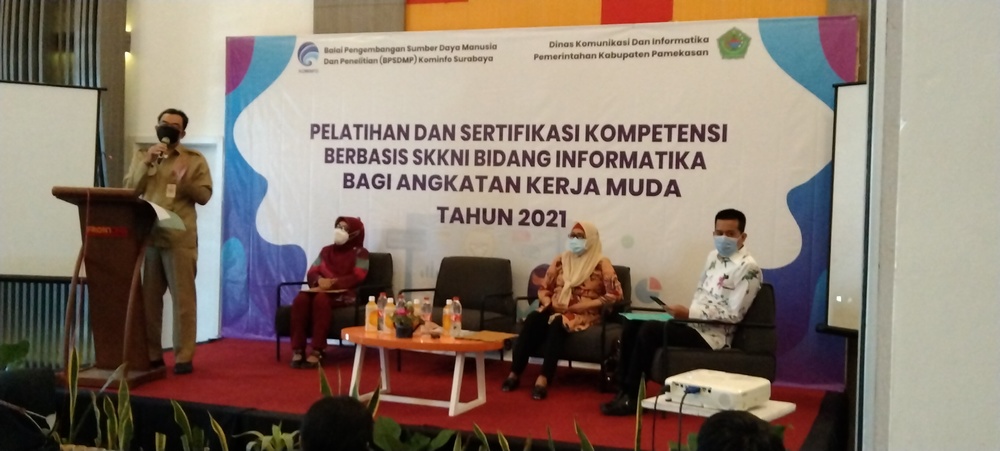 Balai Pengembangan Sumber Daya Manusia
Dan Penelitian (BPSDMP) Kominfo Surabaya
KOMINFO
Dinas Komunikasi Dan Informatika
Pemerintahan Kabupaten Pamekasan
PELATIHAN DAN SERTIFIKASI KOMPETENSI
BERBASIS SKKNI BIDANG INFORMATIKA
BAGI ANGKATAN KERJA MUDA
TAHUN 2021